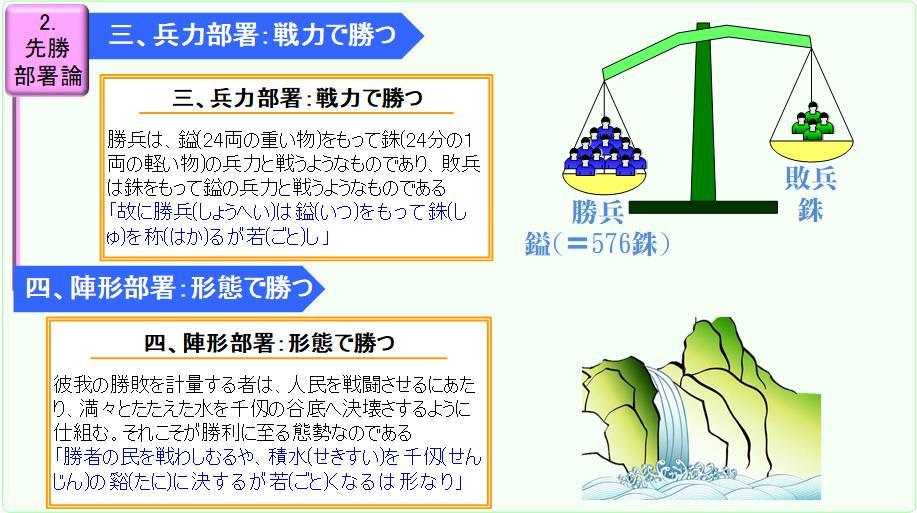 2.
先勝
部署論
三、兵力部署：戦力で勝つ
三、兵力部署：戦力で勝つ
勝兵は、鎰(24両の重い物)をもって銖(24分の1
両の軽い物)の兵力と戦うようなものであり、敗兵
は銖をもって鎰の兵力と戦うようなものである
「故に勝兵(しょうへい)は鎰(いつ)をもって銖(し
ゅ)を称(はか)るが若(ごと)し」
勝兵
鎰(＝576銖)
敗兵
銖
四、陣形部署：形態で勝つ
四、陣形部署：形態で勝つ
彼我の勝敗を計量する者は、人民を戦闘させるにあた
り、満々とたたえた水を千仭の谷底へ決壊さするように
仕組む。それこそが勝利に至る態勢なのである
「勝者の民を戦わしむるや、積水(せきすい)を千仭(せん
じん)の谿(たに)に決するが若(ごと)くなるは形なり」